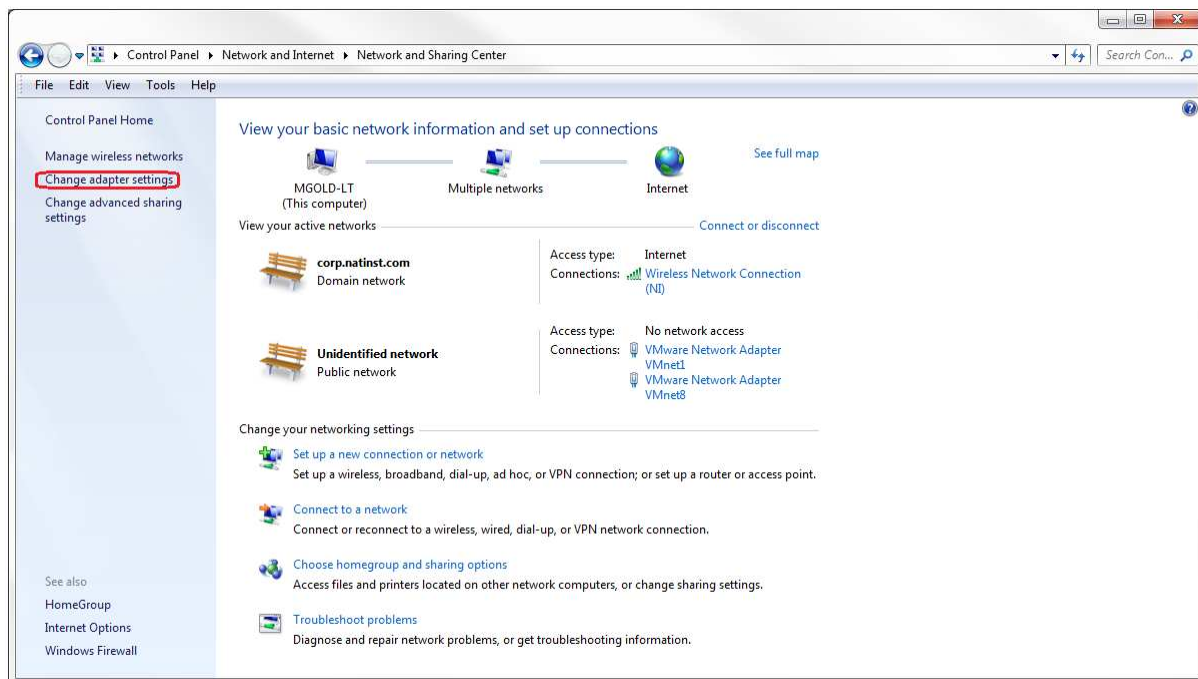 Control Panel Network and Internet Network and Sharing Center
Search Con...
File Edit View Tools Help
Control Panel Home
Manage wireless networks
Change adapter settings
Change advanced sharing
settings
See also
HomeGroup
Internet Options
Windows Firewall
View your basic network information and set up connections
See full map
MGOLD-LT
(This computer)
Multiple networks
Internet
View your active networks
Connect or disconnect
corp.natinst.com
Domain network
Access type: Internet
Connections: Wireless Network Connection
(NI)
Unidentified network
Public network
Access type: No network access
Connections: VMware Network Adapter
VMnet1
VMware Network Adapter
VMnet8
Change your networking settings
Set up a new connection or network
Set up a wireless, broadband, dial-up, ad hoc, or VPN connection; or set up a router or access point.
Connect to a network
Connect or reconnect to a wireless, wired, dial-up, or VPN network connection.
Choose homegroup and sharing options
Access files and printers located on other network computers, or change sharing settings.
Troubleshoot problems
Diagnose and repair network problems, or get troubleshooting information.